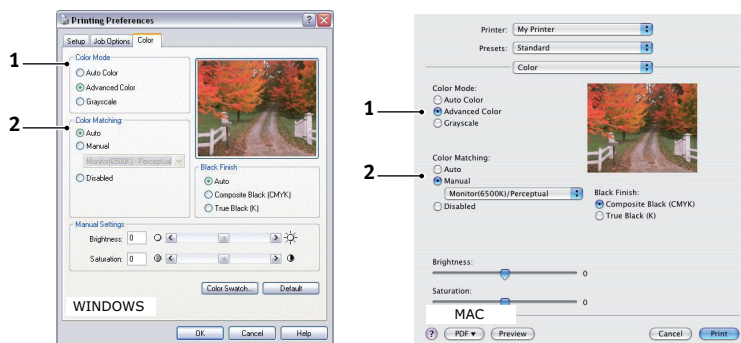 Printing Preferences
Setup Job Options Color
1
Color Mode
Auto Color
Advanced Color
Grayscale
2
Color Matching:
Auto
Manual
Monitor(6500K) - Perceptual
Disabled
Black Finish
Auto
Composite Black (CMYK)
True Black (K)
Manual Settings
Brightness: 0
Saturation: 0
Color Swatch... Default
WINDOWS
OK Cancel Help
Printer: My Printer
Presets: Standard
Color
1
Color Mode:
Auto Color
Advanced Color
Grayscale
2
Color Matching:
Auto
Manual
Monitor(6500K)/Perceptual
Disabled
Black Finish:
Composite Black (CMYK)
True Black (K)
Brightness:
0
Saturation:
0
MAC
? PDF Preview Cancel Print